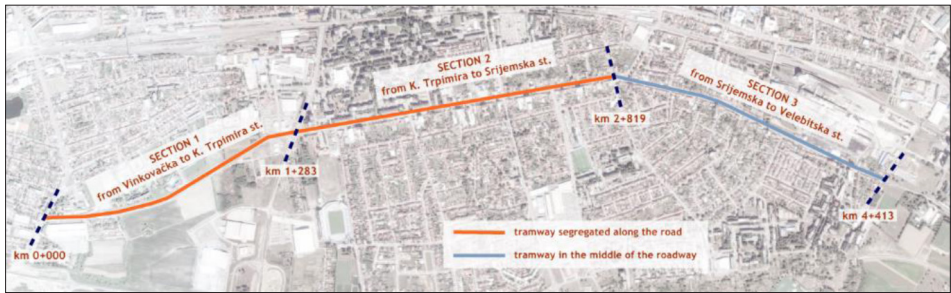 SECTION 1
from Vinkovačka to K. Trpimira st.
SECTION 2
from K. Trpimira to Srijemska st.
SECTION 3
from Srijemska to Velebitska st.
km 0+000
km 1+283
km 2+819
km 4+413
tramway segregated along the road
tramway in the middle of the roadway